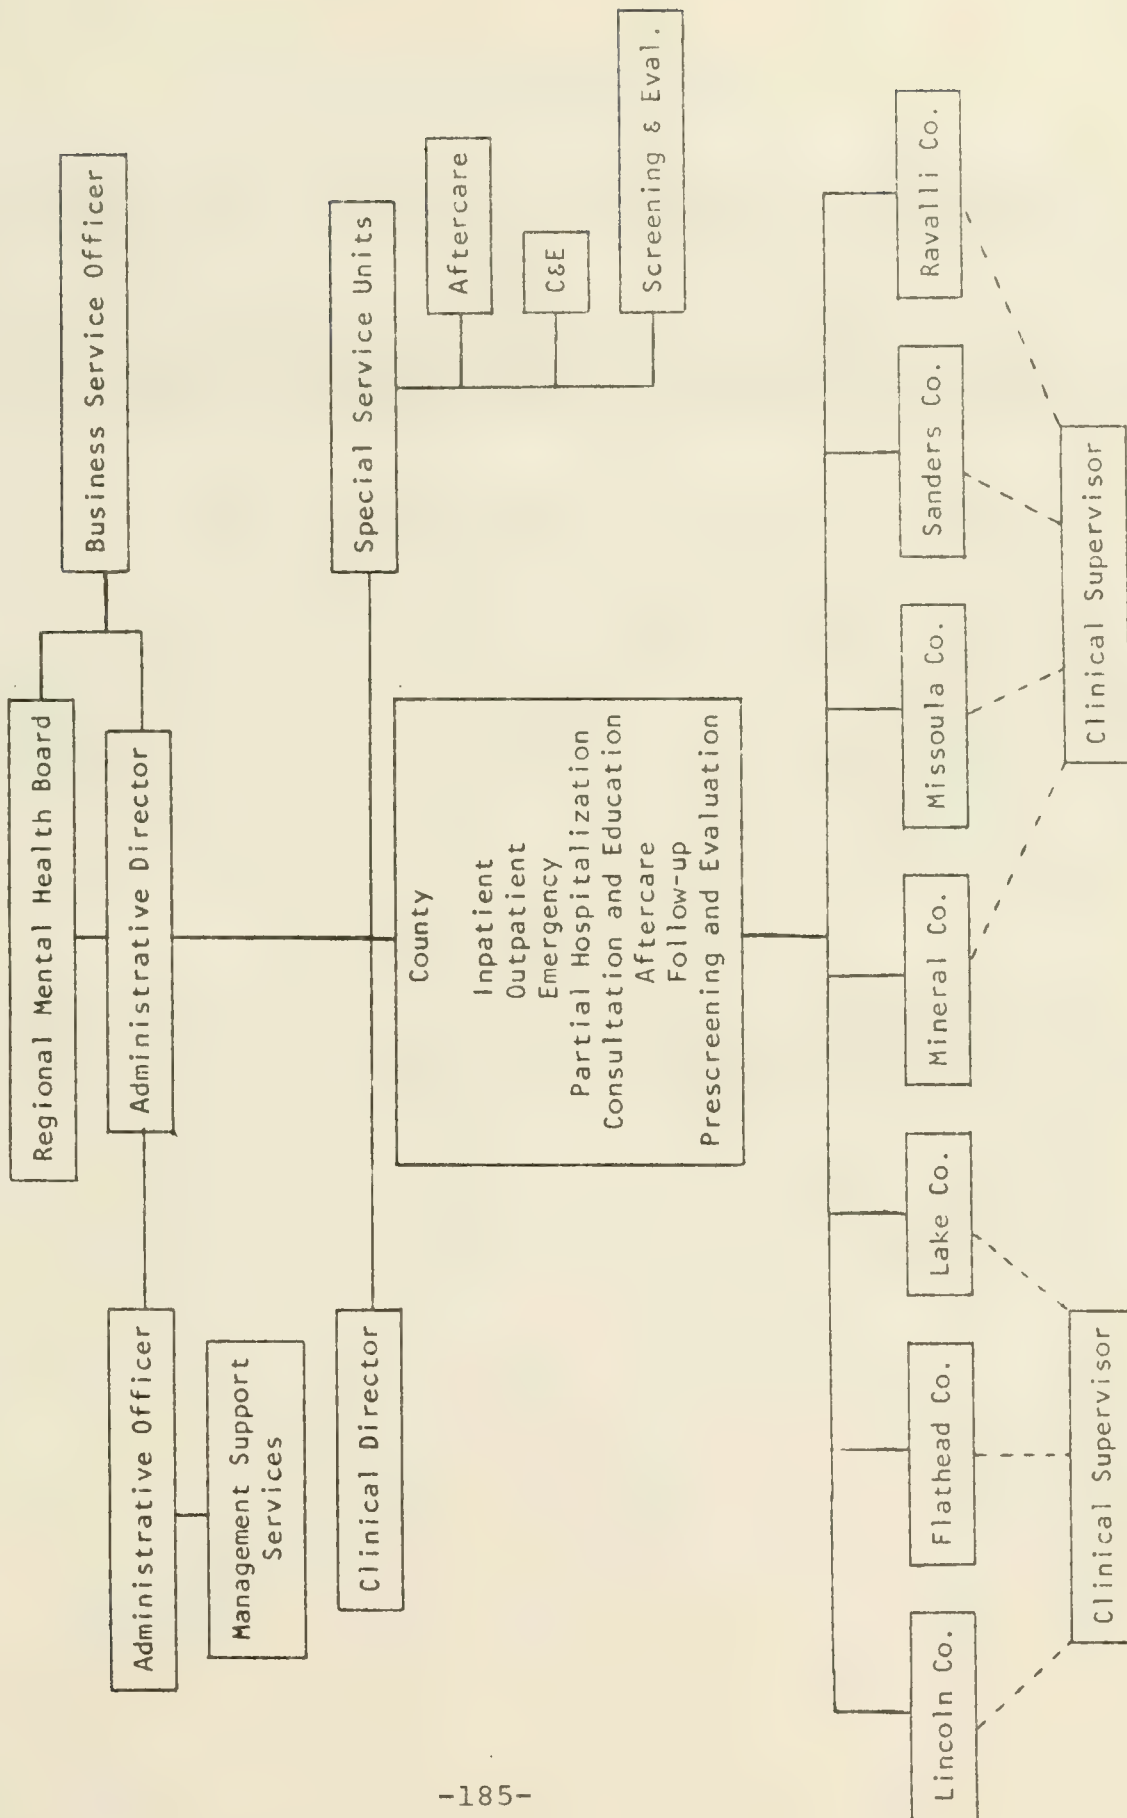 Regional Mental Health Board
Business Service Officer
Administrative Officer
Administrative Director
Management Support
Services
Clinical Director
Special Service Units
Aftercare
C&E
Screening & Eval.
County
Inpatient
Outpatient
Emergency
Partial Hospitalization
Consultation and Education
Aftercare
Follow-up
Prescreening and Evaluation
Lincoln Co.
Flathead Co.
Lake Co.
Mineral Co.
Missoula Co.
Sanders Co.
Ravalli Co.
Clinical Supervisor
Clinical Supervisor
-185-